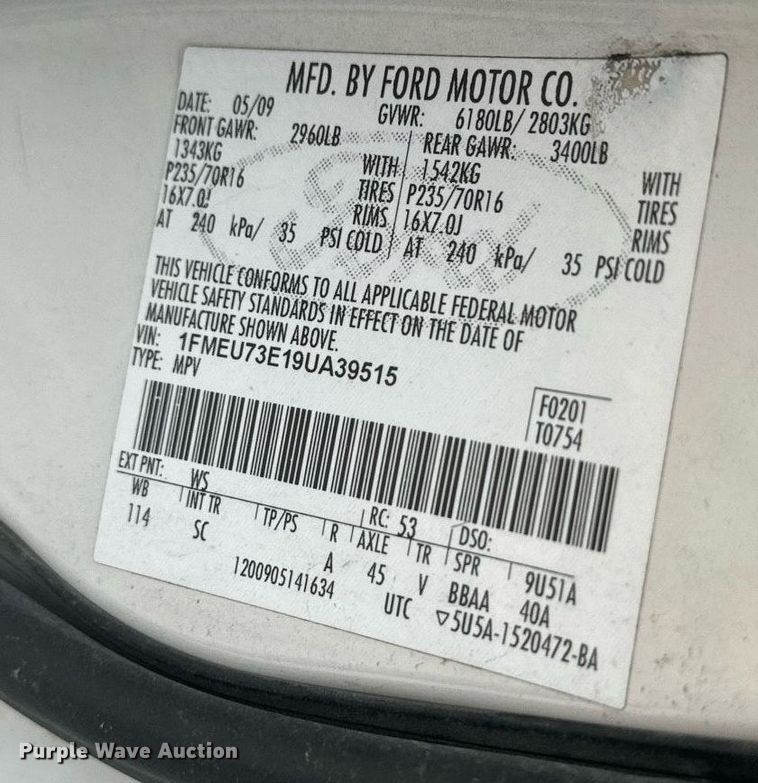 MFD. BY FORD MOTOR CO.
DATE: 05/09 GVWR: 6180LB/ 2803KG
FRONT GAWR: 2960LB REAR GAWR: 3400LB
1343KG WITH 1542KG WITH
P235/70R16 TIRES P235/70R16 TIRES
16X7.0J RIMS 16X7.0J RIMS
AT 240 kPa/ 35 PSI COLD AT 240 kPa/ 35 PSI COLD
Ford
THIS VEHICLE CONFORMS TO ALL APPLICABLE FEDERAL MOTOR
VEHICLE SAFETY STANDARDS IN EFFECT ON THE DATE OF
MANUFACTURE SHOWN ABOVE.
VIN: 1FMEU73E19UA39515
TYPE: MPV
F0201
T0754
EXT PNT: WS RC: 53 DSO:
WB INT TR TP/PS R AXLE TR SPR 9U51A
114 SC A 45 V BBAA 40A
1200905141634 UTC ▽5U5A-1520472-BA
Purple Wave Auction